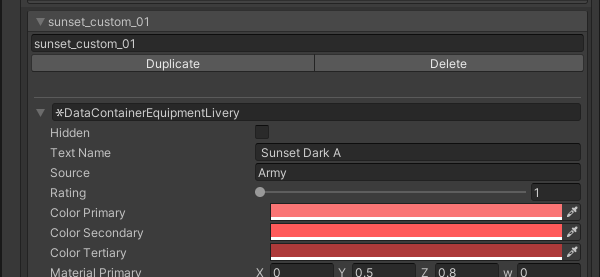 sunset_custom_01
sunset_custom_01
Duplicate Delete
*DataContainerEquipmentLivery
Hidden
Text Name Sunset Dark A
Source Army
Rating 1
Color Primary
Color Secondary
Color Tertiary
Material Primary X 0 Y 0.5 Z 0.8 w 0